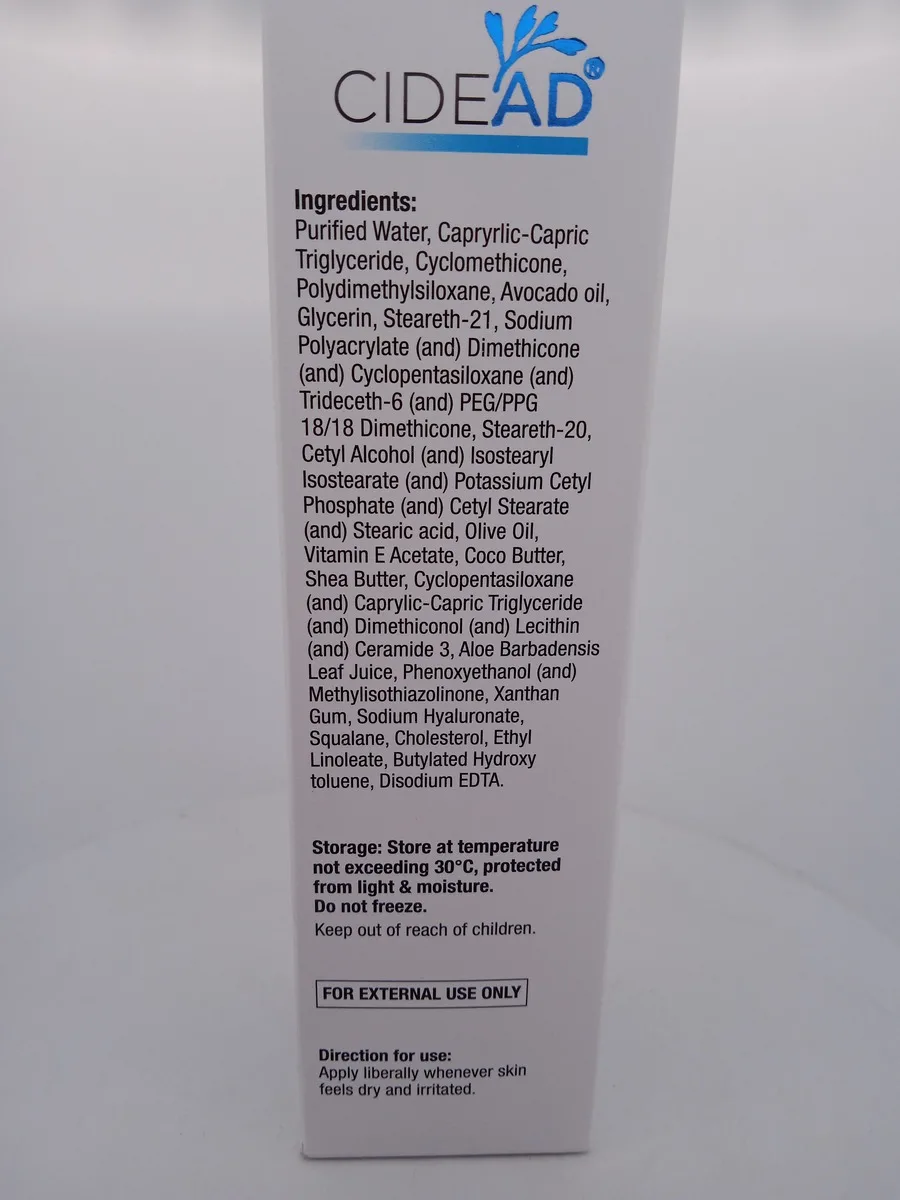 CIDEAD®
Ingredients:
Purified Water, Capryrlic-Capric
Triglyceride, Cyclomethicone,
Polydimethylsiloxane, Avocado oil,
Glycerin, Steareth-21, Sodium
Polyacrylate (and) Dimethicone
(and) Cyclopentasiloxane (and)
Trideceth-6 (and) PEG/PPG
18/18 Dimethicone, Steareth-20,
Cetyl Alcohol (and) Isostearyl
Isostearate (and) Potassium Cetyl
Phosphate (and) Cetyl Stearate
(and) Stearic acid, Olive Oil,
Vitamin E Acetate, Coco Butter,
Shea Butter, Cyclopentasiloxane
(and) Caprylic-Capric Triglyceride
(and) Dimethiconol (and) Lecithin
(and) Ceramide 3, Aloe Barbadensis
Leaf Juice, Phenoxyethanol (and)
Methylisothiazolinone, Xanthan
Gum, Sodium Hyaluronate,
Squalane, Cholesterol, Ethyl
Linoleate, Butylated Hydroxy
toluene, Disodium EDTA.
Storage: Store at temperature
not exceeding 30°C, protected
from light & moisture.
Do not freeze.
Keep out of reach of children.
FOR EXTERNAL USE ONLY
Direction for use:
Apply liberally whenever skin
feels dry and irritated.